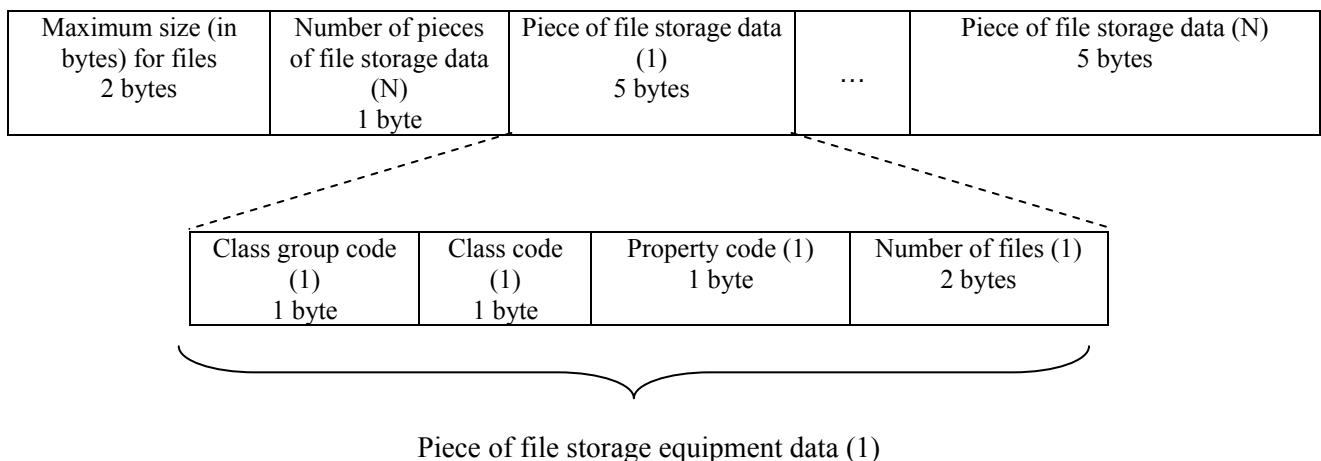 Maximum size (in
bytes) for files
2 bytes
Number of pieces
of file storage data
(N)
1 byte
Piece of file storage data
(1)
5 bytes
…
Piece of file storage data (N)
5 bytes
Class group code
(1)
1 byte
Class code
(1)
1 byte
Property code (1)
1 byte
Number of files (1)
2 bytes
Piece of file storage equipment data (1)